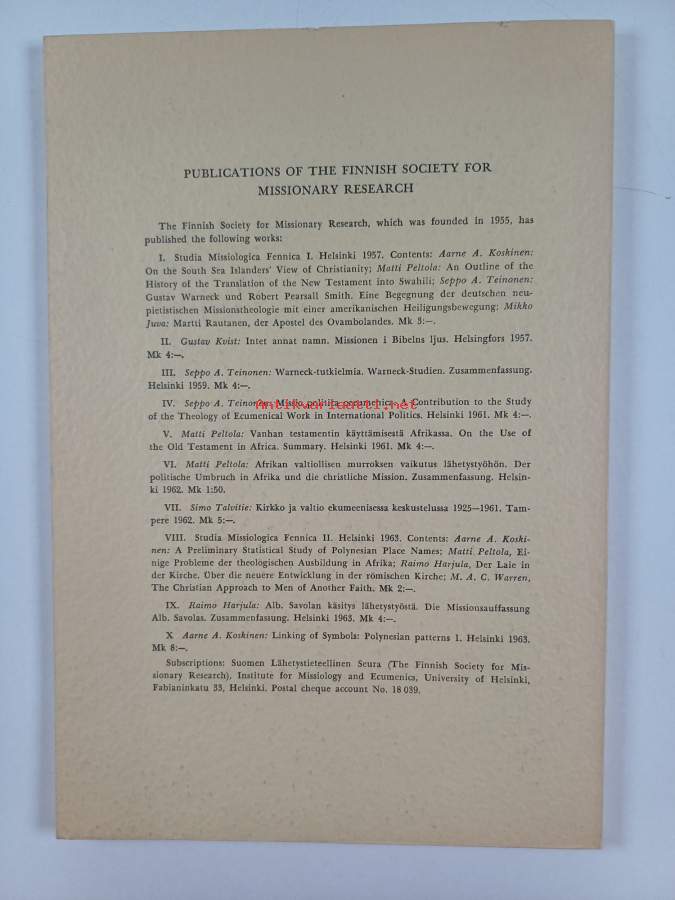 PUBLICATIONS OF THE FINNISH SOCIETY FOR
MISSIONARY RESEARCH
The Finnish Society for Missionary Research, which was founded in 1955, has
published the following works:
I. Studia Missiologica Fennica I. Helsinki 1957. Contents: Aarne A. Koskinen:
On the South Sea Islanders' View of Christianity; Matti Peltola: An Outline of the
History of the Translation of the New Testament into Swahili; Seppo A. Teinonen:
Gustav Warneck und Robert Pearsall Smith. Eine Begegnung der deutschen neu-
pietistischen Missionstheologie mit einer amerikanischen Heiligungsbewegung; Mikko
Juva: Martti Rautanen, der Apostel des Ovambolandes. Mk 3:—.
II. Gustav Kvist: Intet annat namn. Missionen i Bibelns ljus. Helsingfors 1957.
Mk 4:—.
III. Seppo A. Teinonen: Warneck-tutkielmia. Warneck-Studien. Zusammenfassung.
Helsinki 1959. Mk 4:—.
IV. Seppo A. Teinonen: Missio politica oecumenica. A Contribution to the Study
antikvariaatti.net
of the Theology of Ecumenical Work in International Politics. Helsinki 1961. Mk 4:—.
V. Matti Peltola: Vanhan testamentin käyttämisestä Afrikassa. On the Use of
the Old Testament in Africa. Summary. Helsinki 1961. Mk 4:—.
VI. Matti Peltola: Afrikan valtiollisen murroksen vaikutus lähetystyöhön. Der
politische Umbruch in Afrika und die christliche Mission. Zusammenfassung. Helsin-
ki 1962. Mk 1:50.
VII. Simo Talvitie: Kirkko ja valtio ekumeenisessa keskustelussa 1925—1961. Tam-
pere 1962. Mk 5:—.
VIII. Studia Missiologica Fennica II. Helsinki 1963. Contents: Aarne A. Koski-
nen: A Preliminary Statistical Study of Polynesian Place Names; Matti Peltola, Ei-
nige Probleme der theologischen Ausbildung in Afrika; Raimo Harjula, Der Laie in
der Kirche. Über die neuere Entwicklung in der römischen Kirche; M. A. C. Warren,
The Christian Approach to Men of Another Faith. Mk 2:—.
IX. Raimo Harjula: Alb. Savolan käsitys lähetystyöstä. Die Missionsauffassung
Alb. Savolas. Zusammenfassung. Helsinki 1963. Mk 4:—.
X Aarne A. Koskinen: Linking of Symbols: Polynesian patterns 1. Helsinki 1963.
Mk 8:—.
Subscriptions: Suomen Lähetystieteellinen Seura (The Finnish Society for Mis-
sionary Research), Institute for Missiology and Ecumenics, University of Helsinki,
Fabianinkatu 33, Helsinki. Postal cheque account No. 18 039.